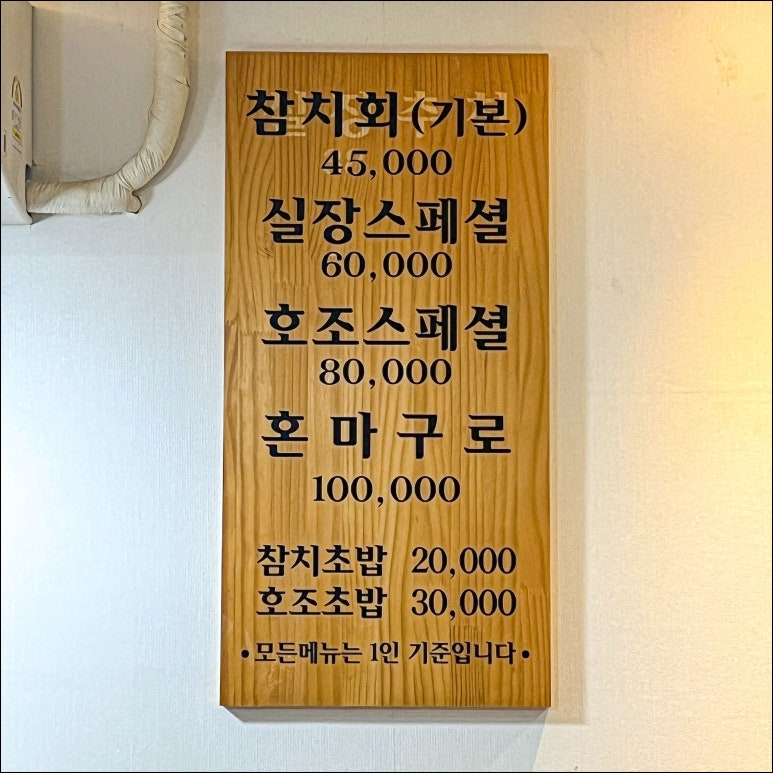 참치회(기본)
45,000
실장스페셜
60,000
호조스페셜
80,000
혼마구로
100,000
참치초밥 20,000
호조초밥 30,000
•모든메뉴는 1인 기준입니다•